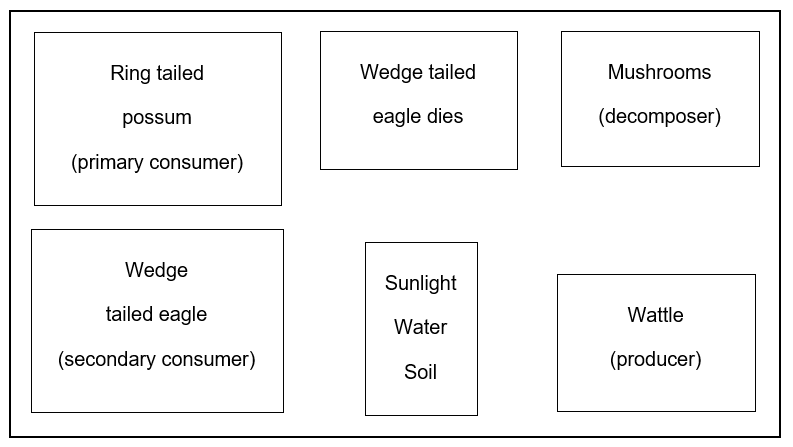 Ring tailed
possum
(primary consumer)
Wedge tailed
eagle dies
Mushrooms
(decomposer)
Wedge
tailed eagle
(secondary consumer)
Sunlight
Water
Soil
Wattle
(producer)